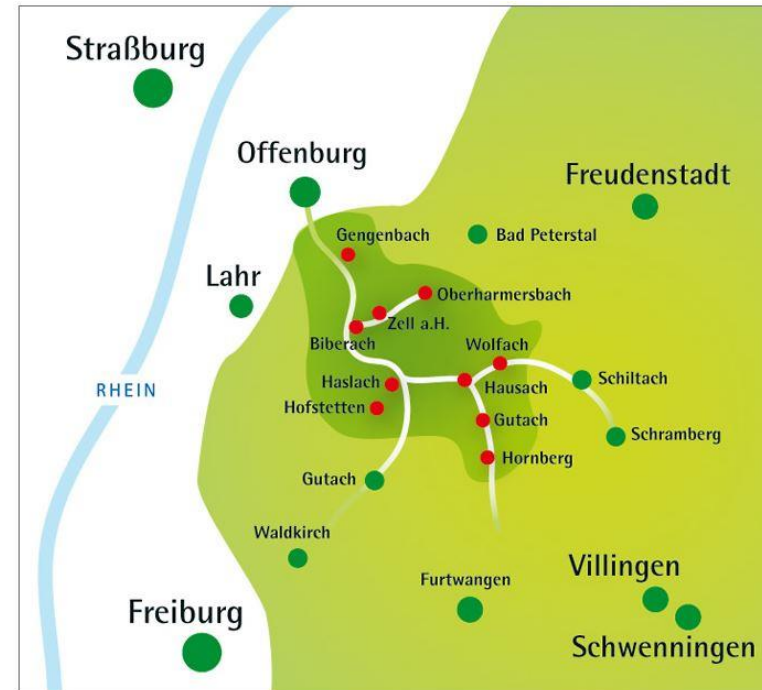 Straßburg
Offenburg
Freudenstadt
Gengenbach
Bad Peterstal
Lahr
Oberharmersbach
Zell a.H.
Biberach
Wolfach
RHEIN
Haslach
Hausach
Schiltach
Hofstetten
Gutach
Schramberg
Hornberg
Gutach
Waldkirch
Furtwangen
Villingen
Freiburg
Schwenningen